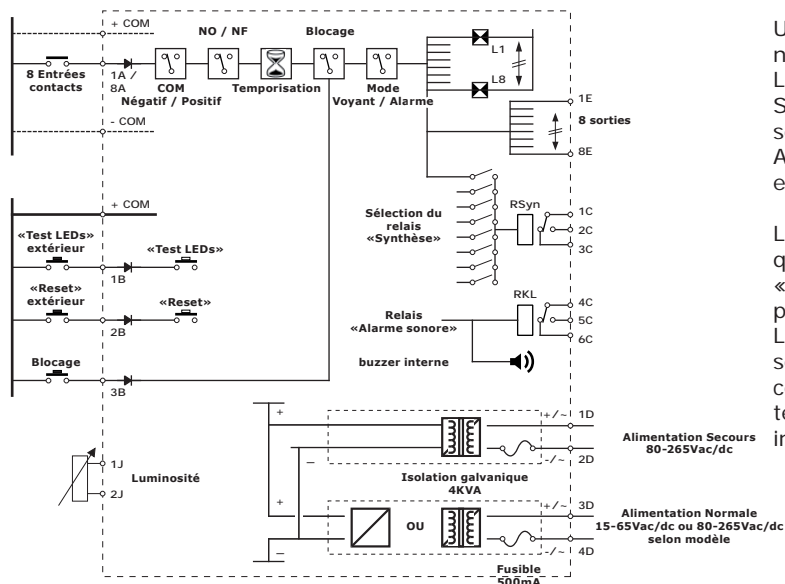 + COM
NO / NF
Blocage
8 Entrées
contacts
1A /
8A
COM
Négatif / Positif
Temporisation
Mode
Voyant / Alarme
L1
L8
1E
8 sorties
8E
- COM
+ COM
«Test LEDs»
extérieur
«Test LEDs»
1B
«Reset»
extérieur
«Reset»
2B
Blocage
3B
Sélection du
relais
«Synthèse»
RSyn
1C
2C
3C
Relais
«Alarme sonore»
RKL
4C
5C
6C
buzzer interne
1J
2J
Luminosité
+
–
+/~ 1D
-/~ 2D
Alimentation Secours
80-265Vac/dc
Isolation galvanique
4KVA
+
–
OU
+/~ 3D
-/~ 4D
Alimentation Normale
15-65Vac/dc ou 80-265Vac/dc
selon modèle
Fusible
500mA